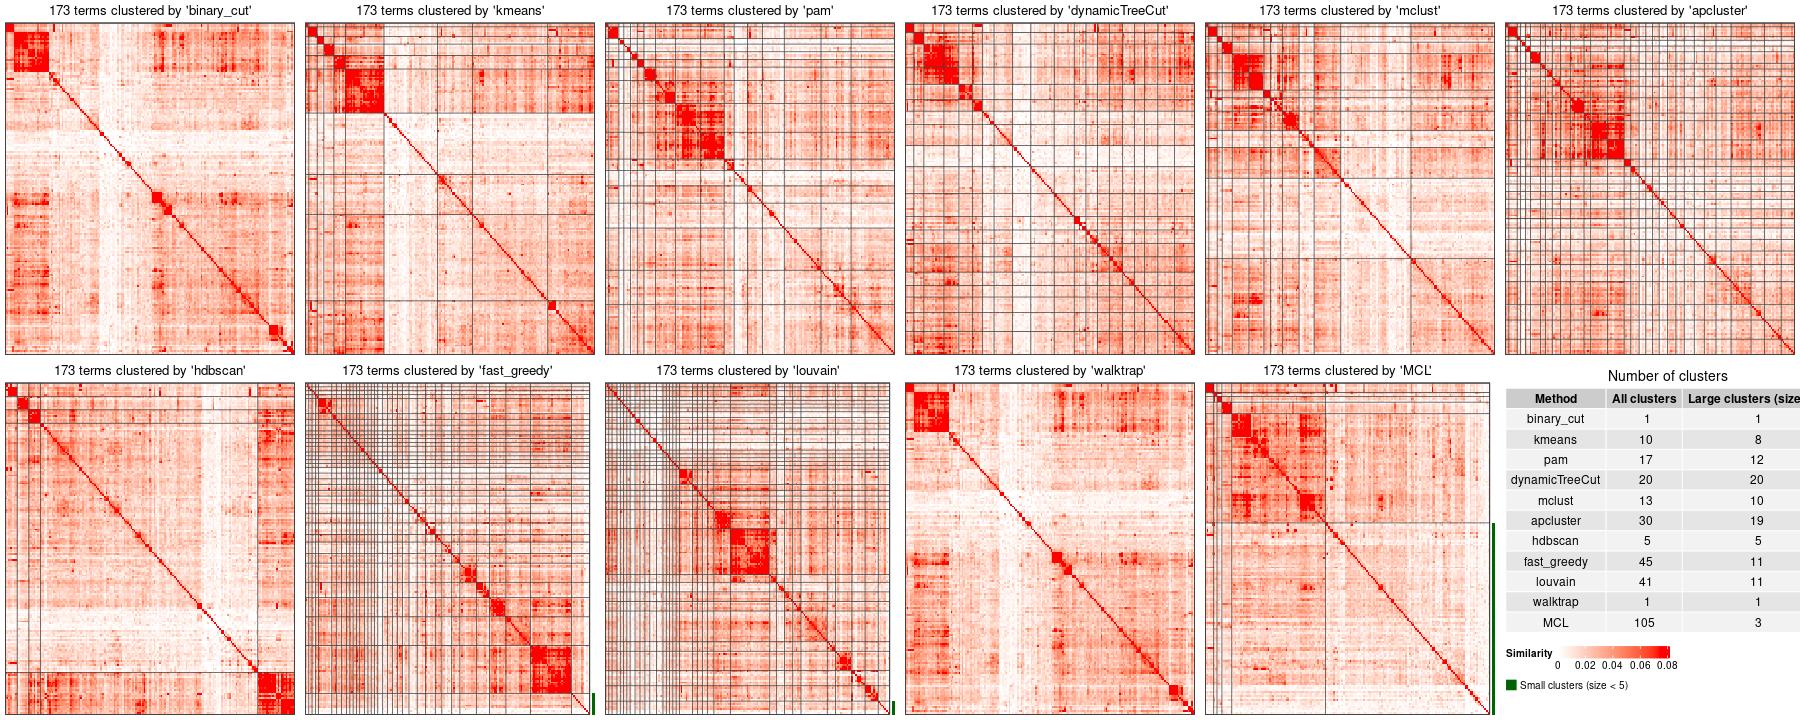 173 terms clustered by 'binary_cut'
173 terms clustered by 'kmeans'
173 terms clustered by 'pam'
173 terms clustered by 'dynamicTreeCut'
173 terms clustered by 'mclust'
173 terms clustered by 'apcluster'
173 terms clustered by 'hdbscan'
173 terms clustered by 'fast_greedy'
173 terms clustered by 'louvain'
173 terms clustered by 'walktrap'
173 terms clustered by 'MCL'
Number of clusters
Method All clusters Large clusters (size
binary_cut 1 1
kmeans 10 8
pam 17 12
dynamicTreeCut 20 20
mclust 13 10
apcluster 30 19
hdbscan 5 5
fast_greedy 45 11
louvain 41 11
walktrap 1 1
MCL 105 3
Similarity
0 0.02 0.04 0.06 0.08
Small clusters (size < 5)